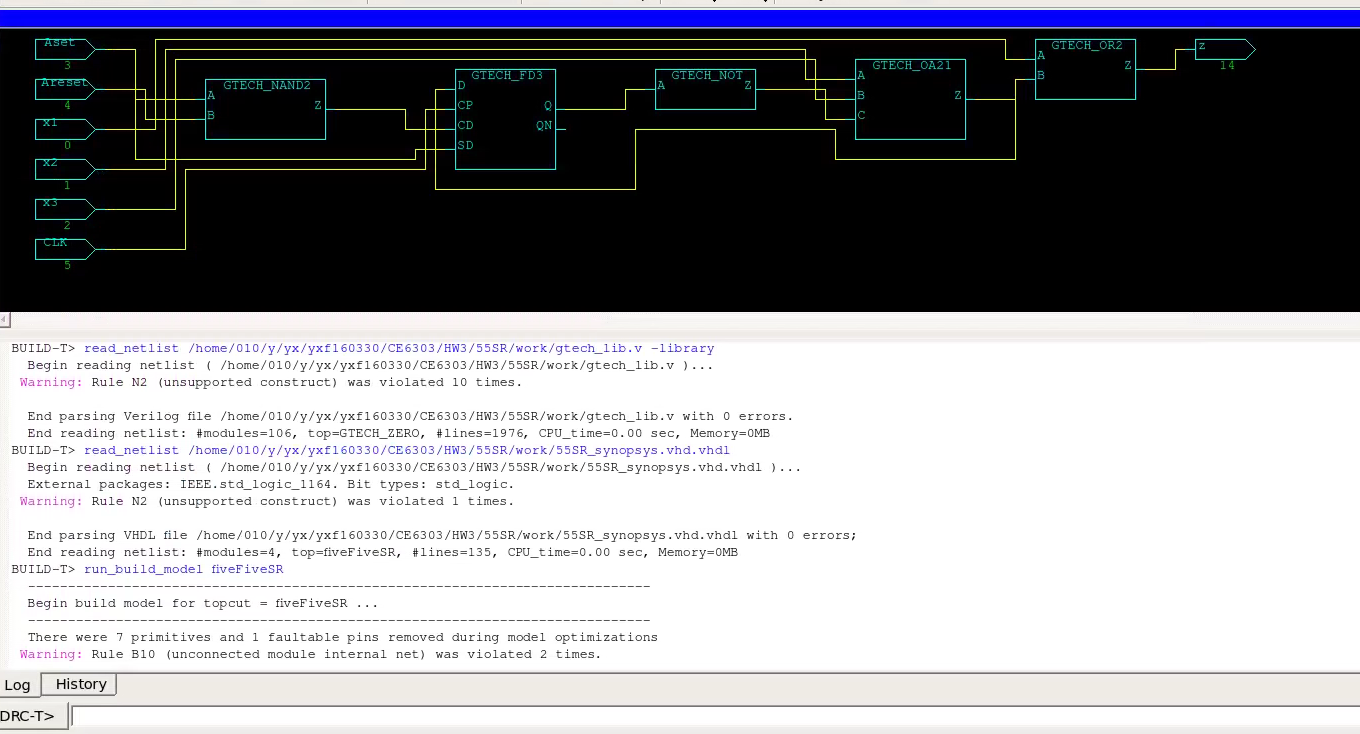 Aset
3
Areset
4
x1
0
x2
1
x3
2
CLK
5
GTECH_NAND2
A
B
Z
GTECH_FD3
D
CP
CD
SD
Q
QN
GTECH_NOT
A
Z
GTECH_OA21
A
B
C
Z
GTECH_OR2
A
B
Z
z
14
BUILD-T> read_netlist /home/010/y/yx/yxf160330/CE6303/HW3/55SR/work/gtech_lib.v -library
Begin reading netlist ( /home/010/y/yx/yxf160330/CE6303/HW3/55SR/work/gtech_lib.v )...
Warning: Rule N2 (unsupported construct) was violated 10 times.
End parsing Verilog file /home/010/y/yx/yxf160330/CE6303/HW3/55SR/work/gtech_lib.v with 0 errors.
End reading netlist: #modules=106, top=GTECH_ZERO, #lines=1976, CPU_time=0.00 sec, Memory=0MB
BUILD-T> read_netlist /home/010/y/yx/yxf160330/CE6303/HW3/55SR/work/55SR_synopsys.vhd.vhdl
Begin reading netlist ( /home/010/y/yx/yxf160330/CE6303/HW3/55SR/work/55SR_synopsys.vhd.vhdl )...
External packages: IEEE.std_logic_1164. Bit types: std_logic.
Warning: Rule N2 (unsupported construct) was violated 1 times.
End parsing VHDL file /home/010/y/yx/yxf160330/CE6303/HW3/55SR/work/55SR_synopsys.vhd.vhdl with 0 errors;
End reading netlist: #modules=4, top=fiveFiveSR, #lines=135, CPU_time=0.00 sec, Memory=0MB
BUILD-T> run_build_model fiveFiveSR
------------------------------------------------------------------------------
Begin build model for topcut = fiveFiveSR ...
------------------------------------------------------------------------------
There were 7 primitives and 1 faultable pins removed during model optimizations
Warning: Rule B10 (unconnected module internal net) was violated 2 times.
Log
History
DRC-T>